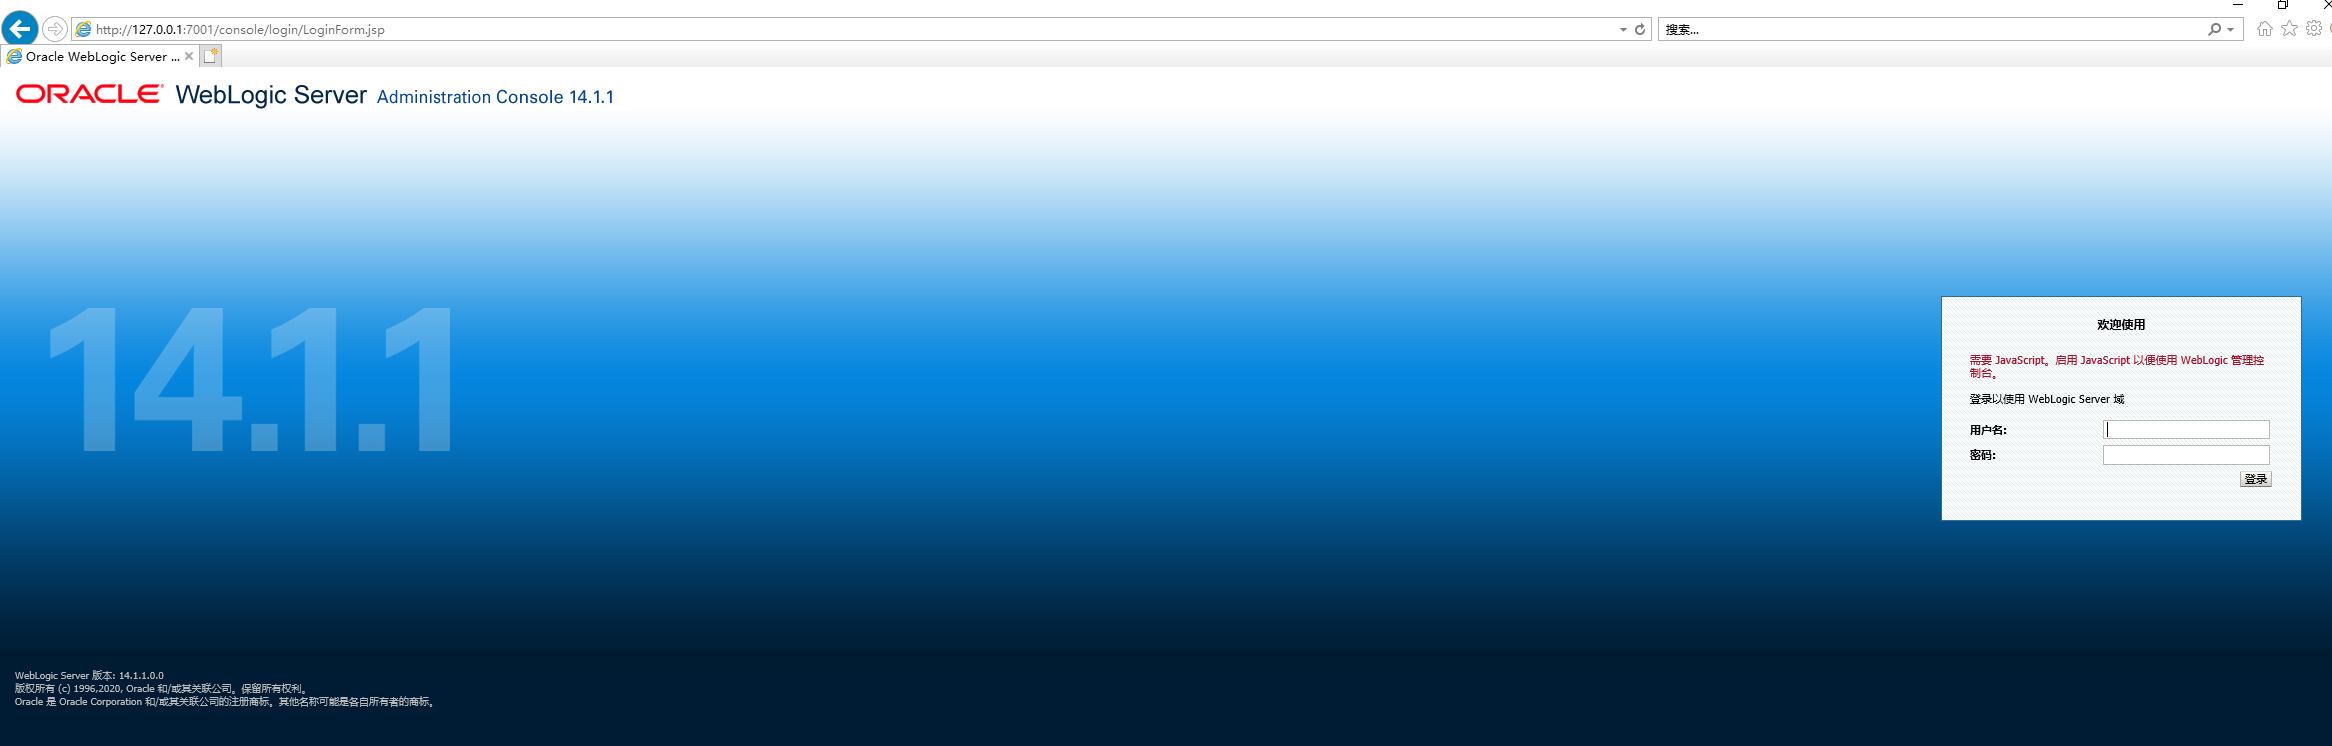 http://127.0.0.1:7001/console/login/LoginForm.jsp
搜索...
Oracle WebLogic Server ...
ORACLE WebLogic Server Administration Console 14.1.1
14.1.1
欢迎使用
需要 JavaScript。启用 JavaScript 以便使用 WebLogic 管理控
制台。
登录以使用 WebLogic Server 域
用户名:
密码:
登录
WebLogic Server 版本: 14.1.1.0.0
版权所有 (c) 1996,2020, Oracle 和/或其关联公司。保留所有权利。
Oracle 是 Oracle Corporation 和/或其关联公司的注册商标。其他名称可能是各自所有者的商标。